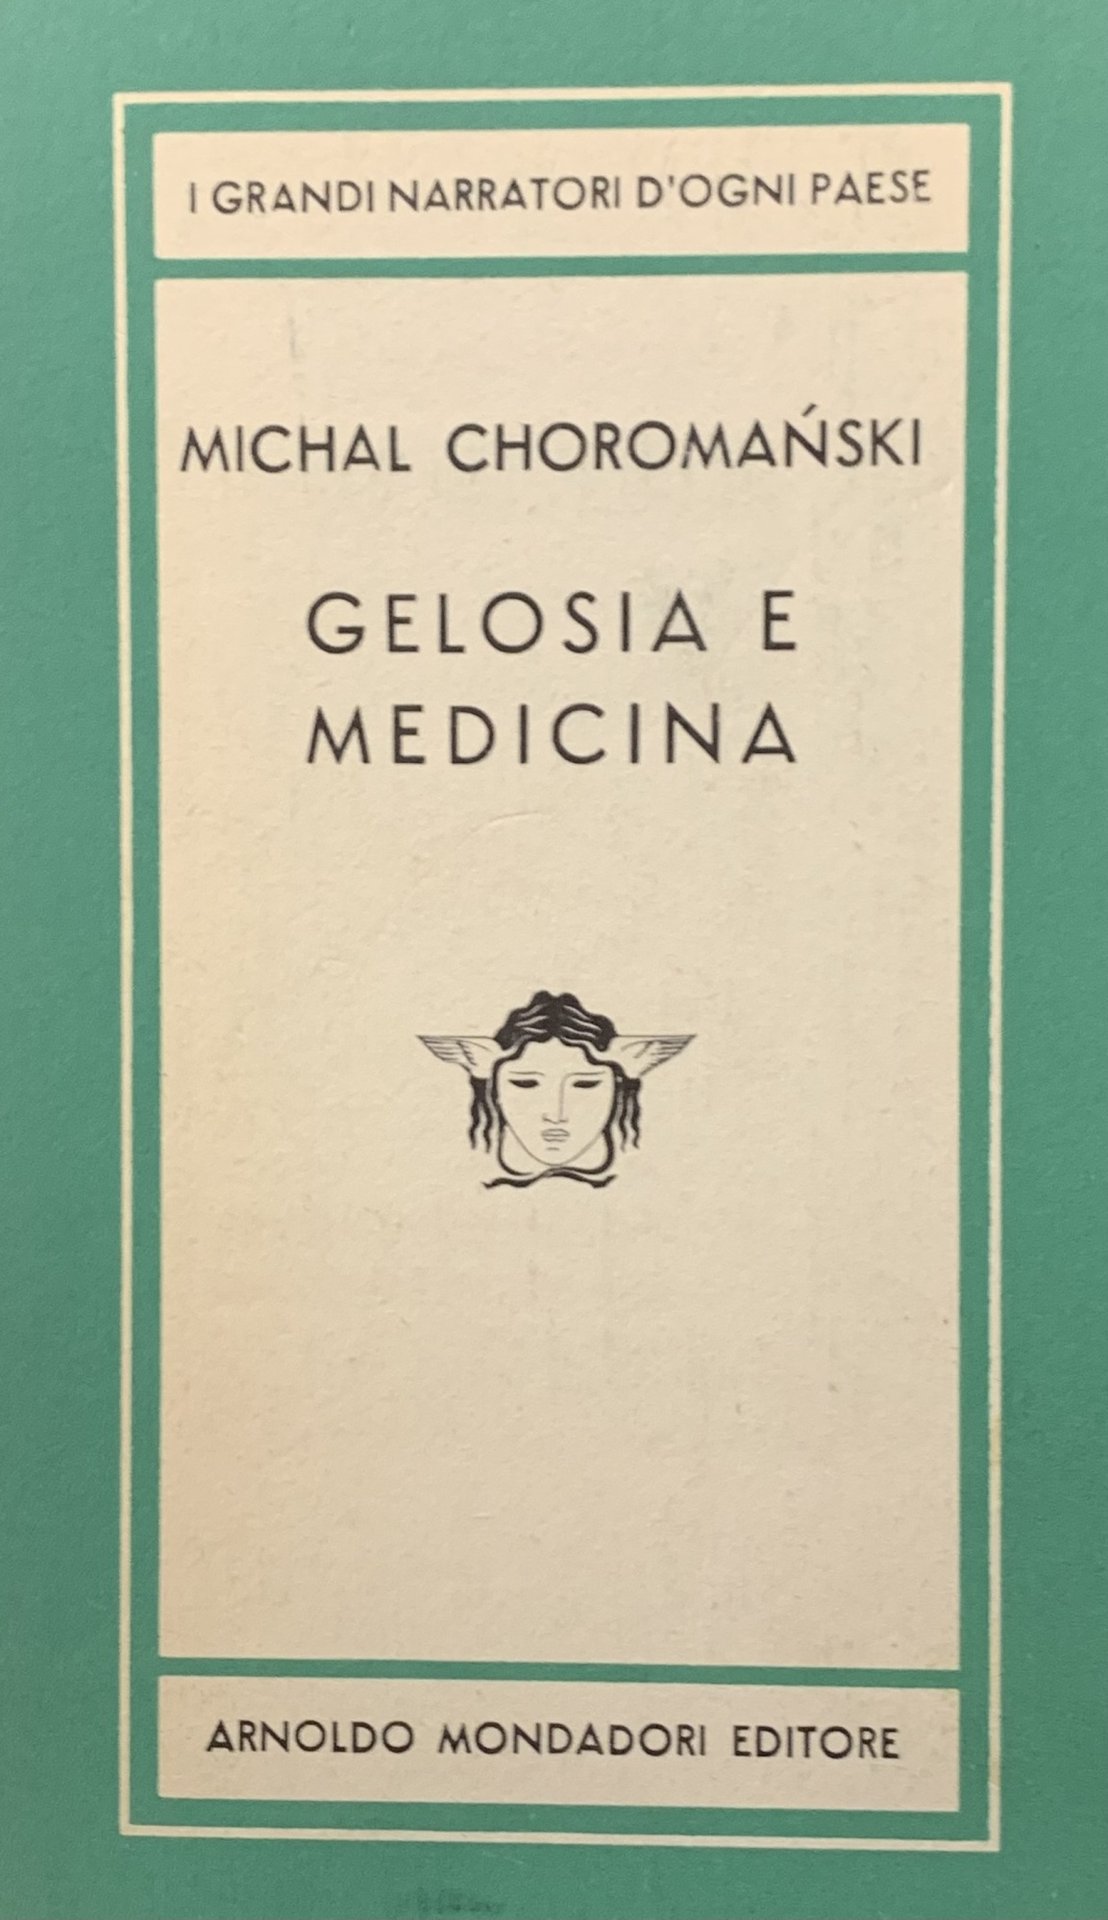 I GRANDI NARRATORI D'OGNI PAESE
MICHAL CHOROMAŃSKI
GELOSIA E
MEDICINA
ARNOLDO MONDADORI EDITORE